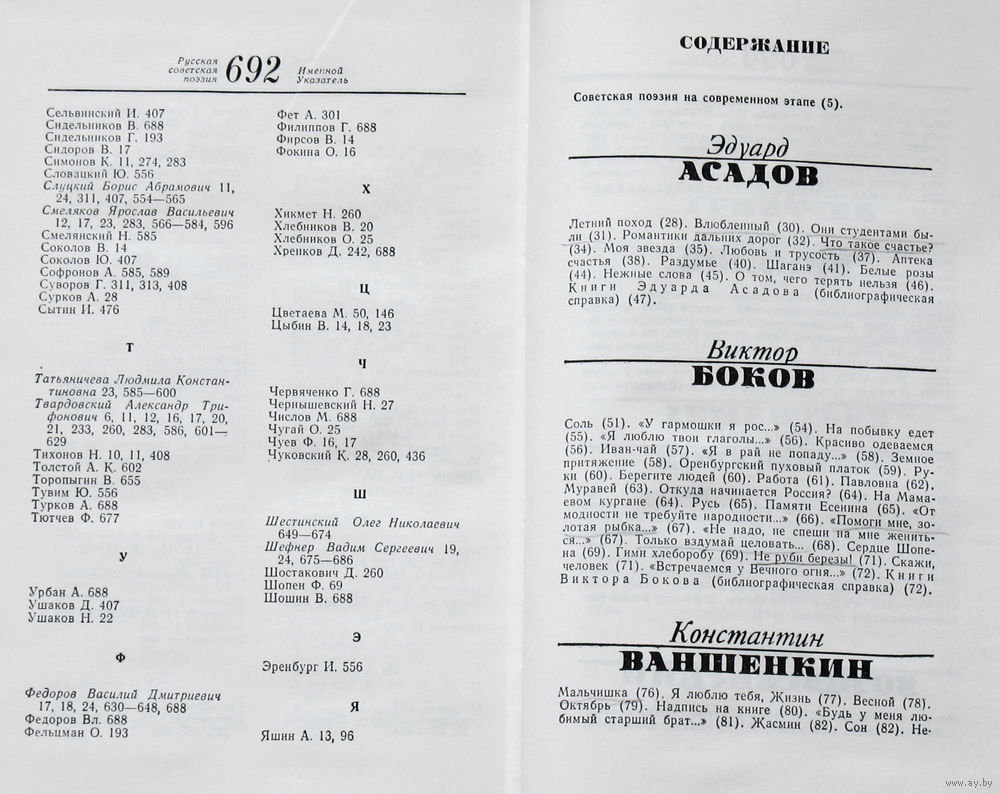 Русская
советская
поэзия
692
Именной
Указатель
Сельвинский И. 407
Сидельников В. 688
Сидельников Г. 193
Сидоров В. 17
Симонов К. 11, 274, 283
Словацкий Ю. 556
Слуцкий Борис Абрамович 11,
24, 311, 407, 554—565
Смеляков Ярослав Васильевич
12, 17, 23, 283, 566—584, 596
Смелянский Н. 585
Соколов В. 14
Соколов Ю. 407
Софронов А. 585, 589
Суворов Г. 311, 313, 408
Сурков А. 28
Сытин И. 476
Т
Татьяничева Людмила Констан-
тиновна 23, 585—600
Твардовский Александр Три-
фонович 6, 11, 12, 16, 17, 20,
21, 233, 260, 283, 586, 601—
629
Тихонов Н. 10, 11, 408
Толстой А. К. 602
Торопыгин В. 655
Тувим Ю. 556
Турков А. 688
Тютчев Ф. 677
У
Урбан А. 688
Ушаков Д. 407
Ушаков Н. 22
Ф
Федоров Василий Дмитриевич
17, 18, 24, 630—648, 688
Федоров Вл. 688
Фельцман О. 193
Фет А. 301
Филиппов Г. 688
Фирсов В. 14
Фокина О. 16
Х
Хикмет Н. 260
Хлебников В. 20
Хлебников О. 25
Хренков Д. 242, 688
Ц
Цветаева М. 50, 146
Цыбин В. 14, 18, 23
Ч
Червяченко Г. 688
Чернышевский Н. 27
Числов М. 688
Чугай О. 25
Чуев Ф. 16, 17
Чуковский К. 28, 260, 436
Ш
Шестинский Олег Николаевич
649—674
Шефнер Вадим Сергеевич 19,
24, 675—686
Шостакович Д. 260
Шопен Ф. 69
Шошин В. 688
Э
Эренбург И. 556
Я
Яшин А. 13, 96
СОДЕРЖАНИЕ
Советская поэзия на современном этапе (5).
Эдуард
АСАДОВ
Летний поход (28). Влюбленный (30). Они студентами бы-
ли (31). Романтики дальних дорог (32). Что такое счастье?
(34). Моя звезда (35). Любовь и трусость (37). Аптека
счастья (38). Раздумье (40). Шаганэ (41). Белые розы
(44). Нежные слова (45). О том, чего терять нельзя (46).
Книги Эдуарда Асадова (библиографическая
справка) (47).
Виктор
БОКОВ
Соль (51). «У гармошки я рос...» (54). На побывку едет
(55). «Я люблю твои глаголы...» (56). Красиво одеваемся
(56). Иван-чай (57). «Я в рай не попаду...» (58). Земное
притяжение (58). Оренбургский пуховый платок (59). Ру-
ки (60). Берегите людей (60). Работа (61). Павловна (62).
Муравей (63). Откуда начинается Россия? (64). На Мама-
евом кургане (64). Русь (65). Памяти Есенина (65). «От
модности не требуйте народности...» (66). «Помоги мне, зо-
лотая рыбка...» (67). «Не надо, не спеши на мне женить-
ся...» (67). Только вздумай целовать... (68). Сердце Шопе-
на (69). Гимн хлеборобу (69). Не руби березы! (71). Скажи,
человек (71). «Встречаемся у Вечного огня...» (72). Книги
Виктора Бокова (библиографическая справка) (72).
Константин
ВАНШЕНКИН
Мальчишка (76). Я люблю тебя, Жизнь (77). Весной (78).
Октябрь (79). Надпись на книге (80). «Будь у меня лю-
бимый старший брат...» (81). Жасмин (82). Сон (82). Не-
www.ay.by